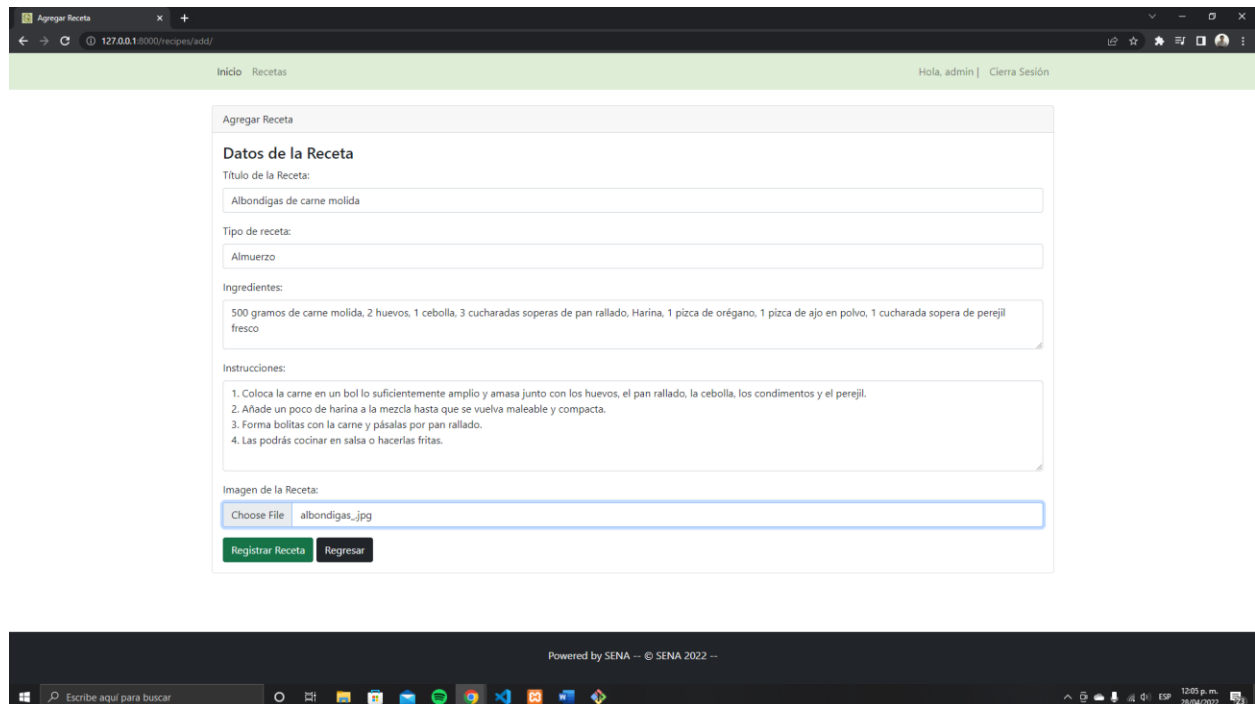 Agregar Receta
127.0.0.1:8000/recipes/add/
Inicio Recetas Hola, admin | Cierra Sesión
Agregar Receta
Datos de la Receta
Título de la Receta:
Albondigas de carne molida
Tipo de receta:
Almuerzo
Ingredientes:
500 gramos de carne molida, 2 huevos, 1 cebolla, 3 cucharadas soperas de pan rallado, Harina, 1 pizca de orégano, 1 pizca de ajo en polvo, 1 cucharada sopera de perejil
fresco
Instrucciones:
1. Coloca la carne en un bol lo suficientemente amplio y amasa junto con los huevos, el pan rallado, la cebolla, los condimentos y el perejil.
2. Añade un poco de harina a la mezcla hasta que se vuelva maleable y compacta.
3. Forma bolitas con la carne y pásalas por pan rallado.
4. Las podrás cocinar en salsa o hacerlas fritas.
Imagen de la Receta:
Choose File albondigas_.jpg
Registrar Receta Regresar
Powered by SENA -- © SENA 2022 --
Escribe aquí para buscar
ESP
12:05 p. m.
28/04/2022